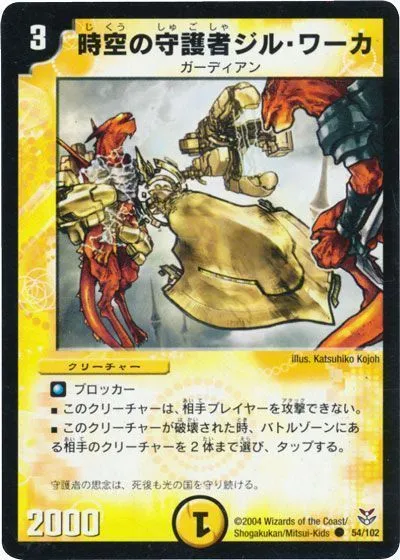 3
時空の守護者ジル・ワーカ
じくう しゅごしゃ
ガーディアン
illus. Katsuhiko Kojoh
クリーチャー
ブロッカー
■このクリーチャーは、相手プレイヤーを攻撃できない。
■このクリーチャーが破壊された時、バトルゾーンにある相手のクリーチャーを2体まで選び、タップする。
守護者の思念は、死後も光の国を守り続ける。
2000
1
©2004 Wizards of the Coast/
Shogakukan/Mitsui-Kids ● 54/102